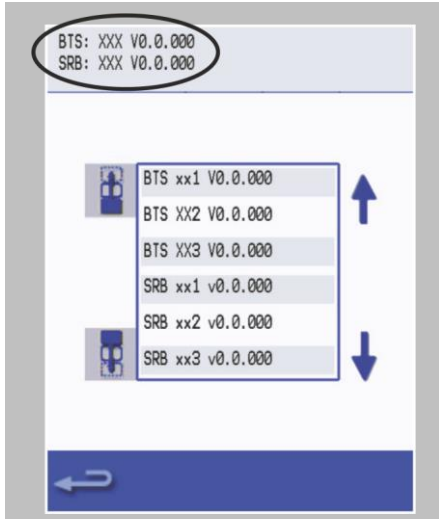 BTS: XXX V0.0.000
SRB: XXX V0.0.000
BTS xx1 V0.0.000
BTS XX2 V0.0.000
BTS XX3 V0.0.000
SRB xx1 v0.0.000
SRB xx2 v0.0.000
SRB xx3 v0.0.000